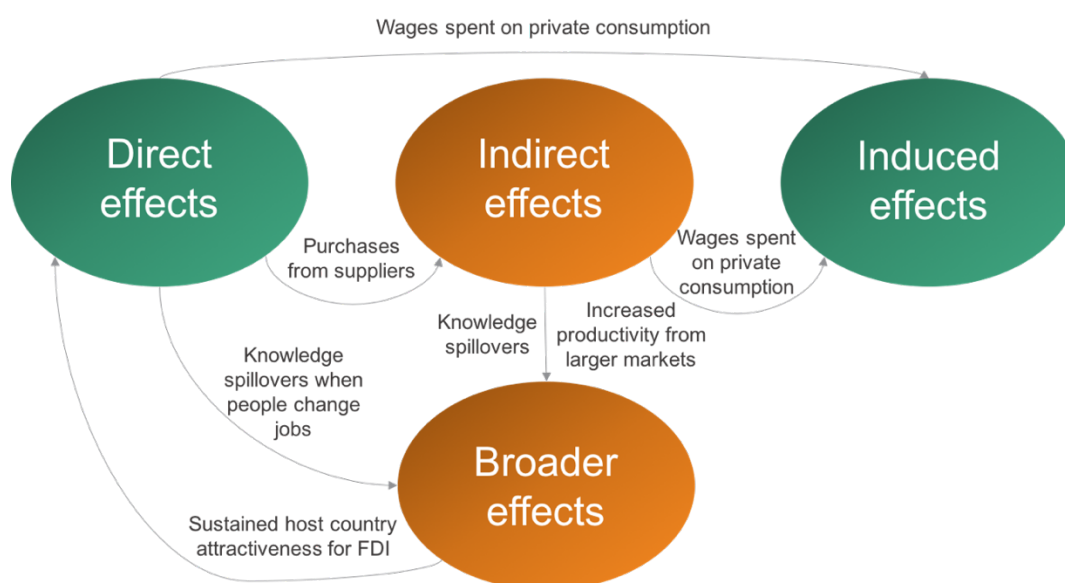 Wages spent on private consumption
Direct
effects
Indirect
effects
Induced
effects
Purchases
from suppliers
Wages spent
on private
consumption
Knowledge
spillovers
Increased
productivity from
larger markets
Knowledge
spillovers when
people change
jobs
Broader
effects
Sustained host country
attractiveness for FDI